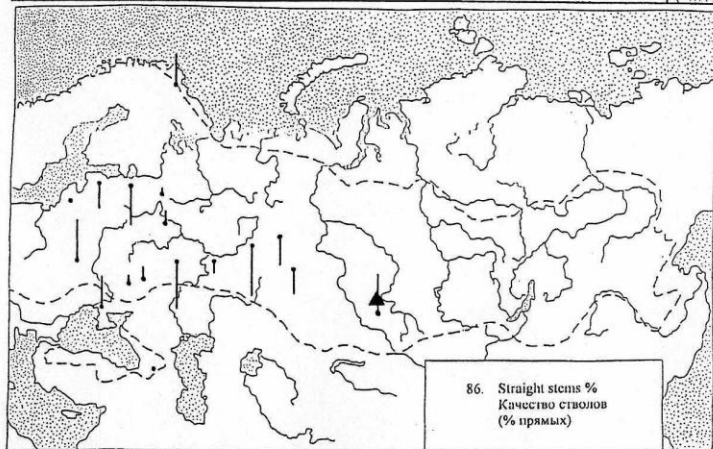 86. Straight stems %
Качество стволов
(% прямых)